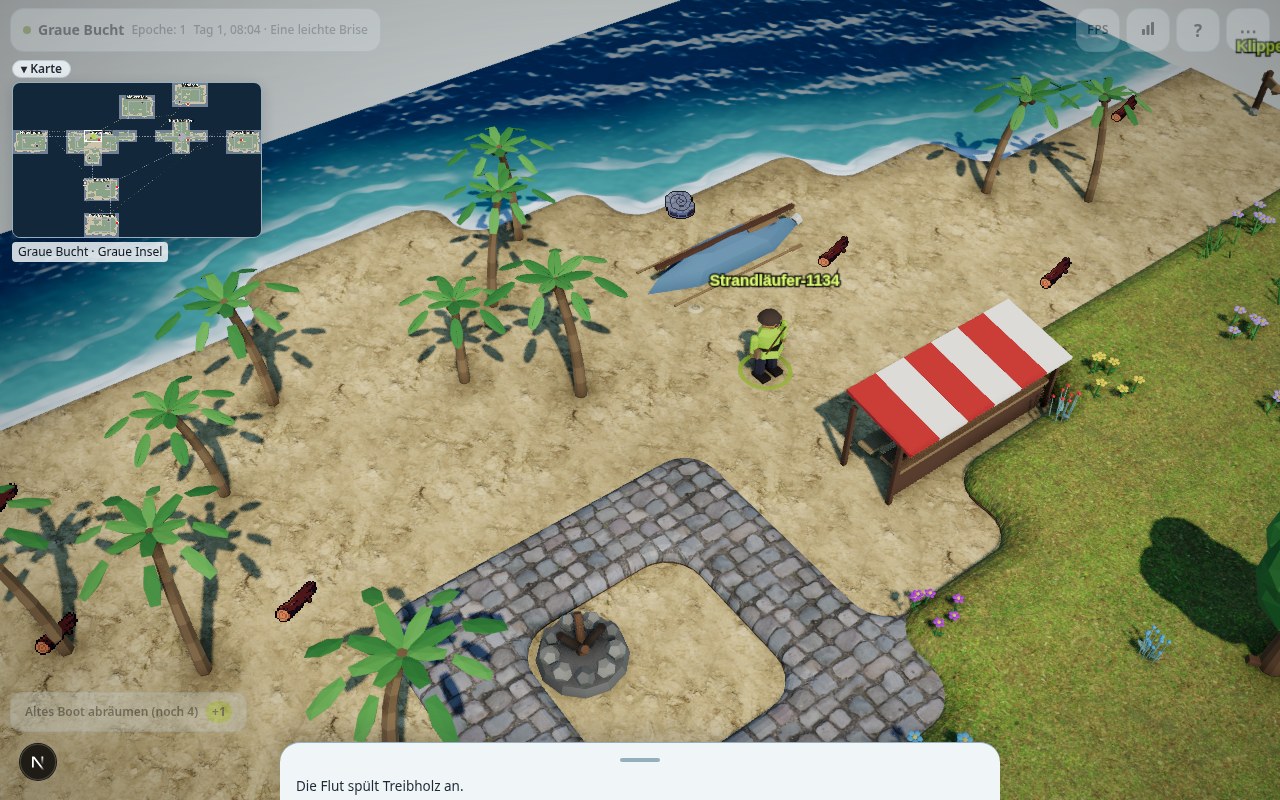 Graue Bucht Epoche: 1 Tag 1, 08:04 · Eine leichte Brise
FPS
?
...
▾ Karte
Graue Bucht · Graue Insel
Strandläufer-1134
Altes Boot abräumen (noch 4) +1
N
Die Flut spült Treibholz an.